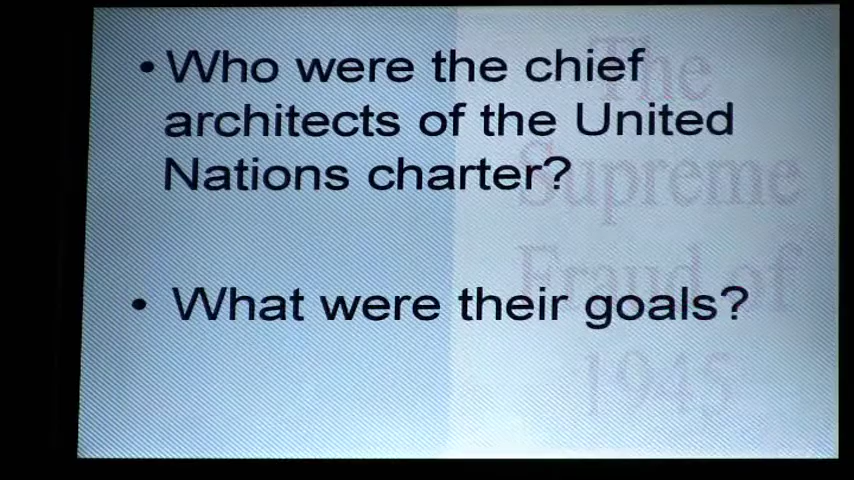 • Who were the chief
architects of the United
Nations charter?
• What were their goals?
The
Supreme
Fraud of
1945